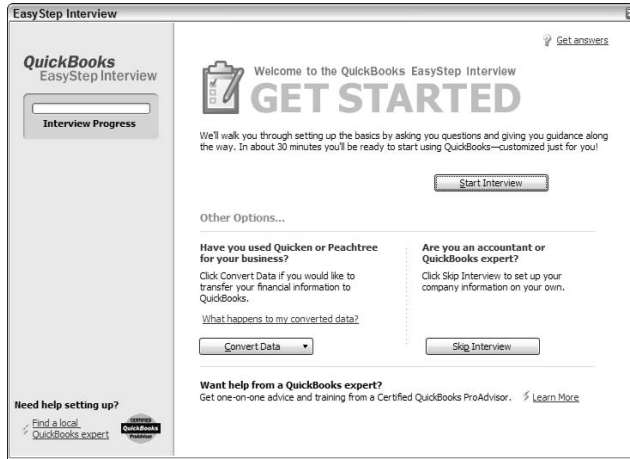 EasyStep Interview
Get answers
QuickBooks
EasyStep Interview
Interview Progress
Welcome to the QuickBooks EasyStep Interview
GET STARTED
We'll walk you through setting up the basics by asking you questions and giving you guidance along
the way. In about 30 minutes you'll be ready to start using QuickBooks—customized just for you!
Start Interview
Other Options...
Have you used Quicken or Peachtree
for your business?
Click Convert Data if you would like to
transfer your financial information to
QuickBooks.
What happens to my converted data?
Convert Data
Are you an accountant or
QuickBooks expert?
Click Skip Interview to set up your
company information on your own.
Skip Interview
Want help from a QuickBooks expert?
Get one-on-one advice and training from a Certified QuickBooks ProAdvisor. Learn More
Need help setting up?
Find a local
QuickBooks expert
CERTIFIED
QuickBooks
ProAdvisor